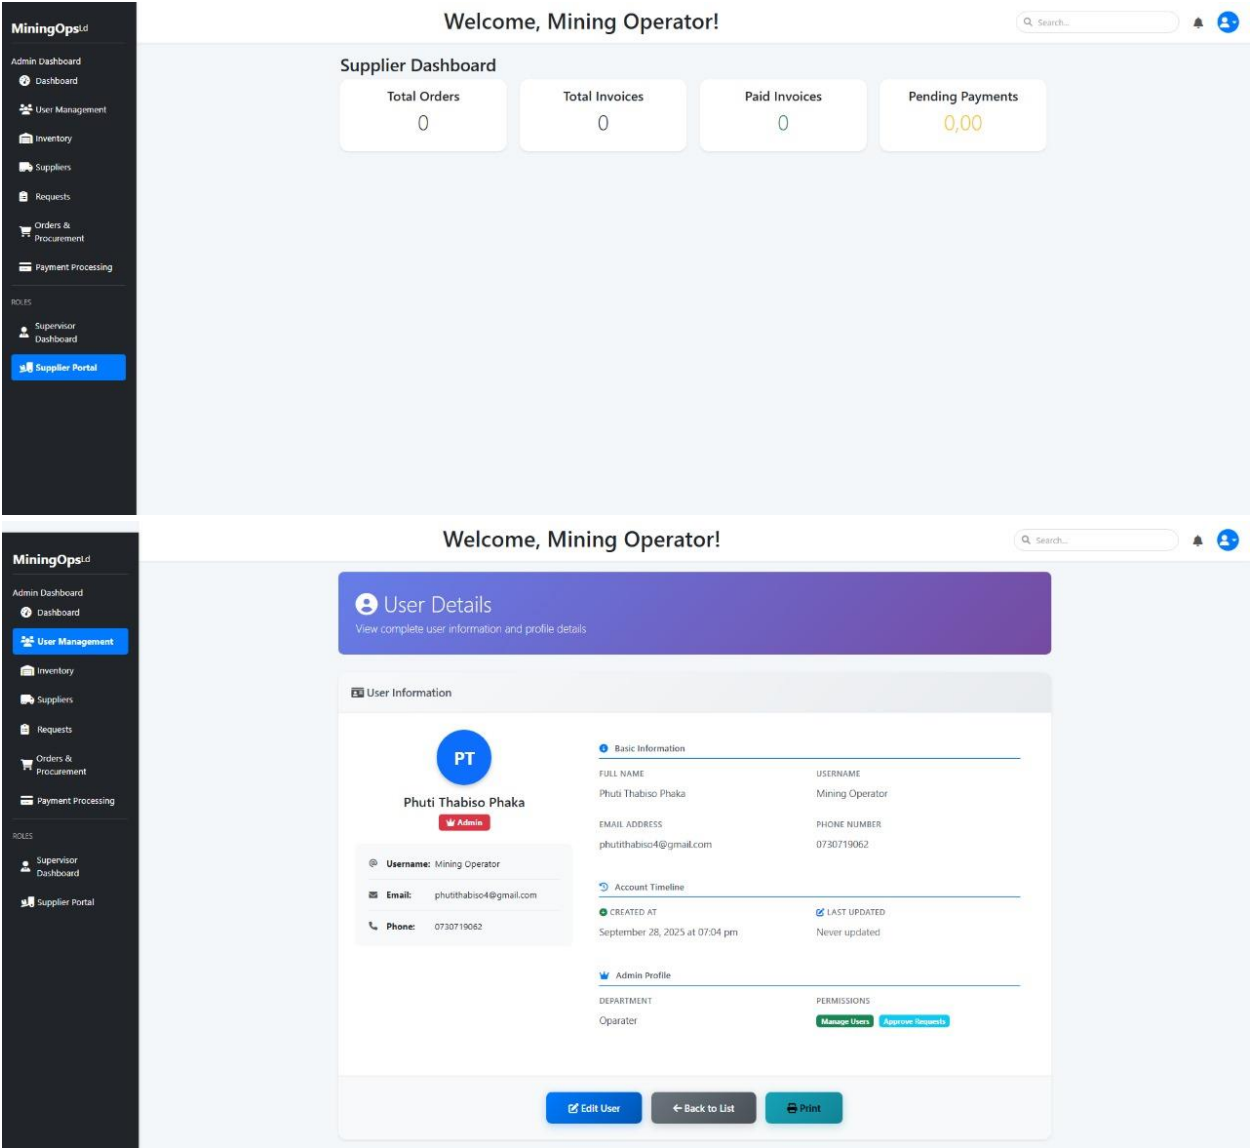 MiningOpsLd
Welcome, Mining Operator!
Search...
Admin Dashboard
Dashboard
User Management
Inventory
Suppliers
Requests
Orders &
Procurement
Payment Processing
ROLES
Supervisor
Dashboard
Supplier Portal
Supplier Dashboard
Total Orders
0
Total Invoices
0
Paid Invoices
0
Pending Payments
0,00
MiningOpsLd
Welcome, Mining Operator!
Search...
Admin Dashboard
Dashboard
User Management
Inventory
Suppliers
Requests
Orders &
Procurement
Payment Processing
ROLES
Supervisor
Dashboard
Supplier Portal
User Details
View complete user information and profile details
User Information
PT
Phuti Thabiso Phaka
Admin
Username: Mining Operator
Email: phutithabiso4@gmail.com
Phone: 0730719062
Basic Information
FULL NAME
Phuti Thabiso Phaka
USERNAME
Mining Operator
EMAIL ADDRESS
phutithabiso4@gmail.com
PHONE NUMBER
0730719062
Account Timeline
CREATED AT
September 28, 2025 at 07:04 pm
LAST UPDATED
Never updated
Admin Profile
DEPARTMENT
Oparater
PERMISSIONS
Manage Users Approve Requests
Edit User
Back to List
Print